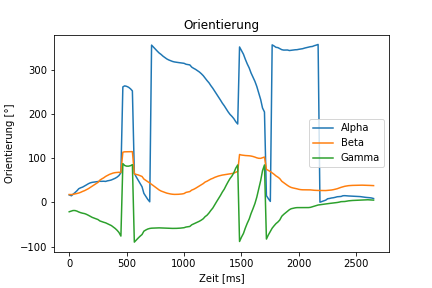 Orientierung
Orientierung [°]
300
200
100
0
−100
Alpha
Beta
Gamma
0
500
1000
1500
2000
2500
Zeit [ms]